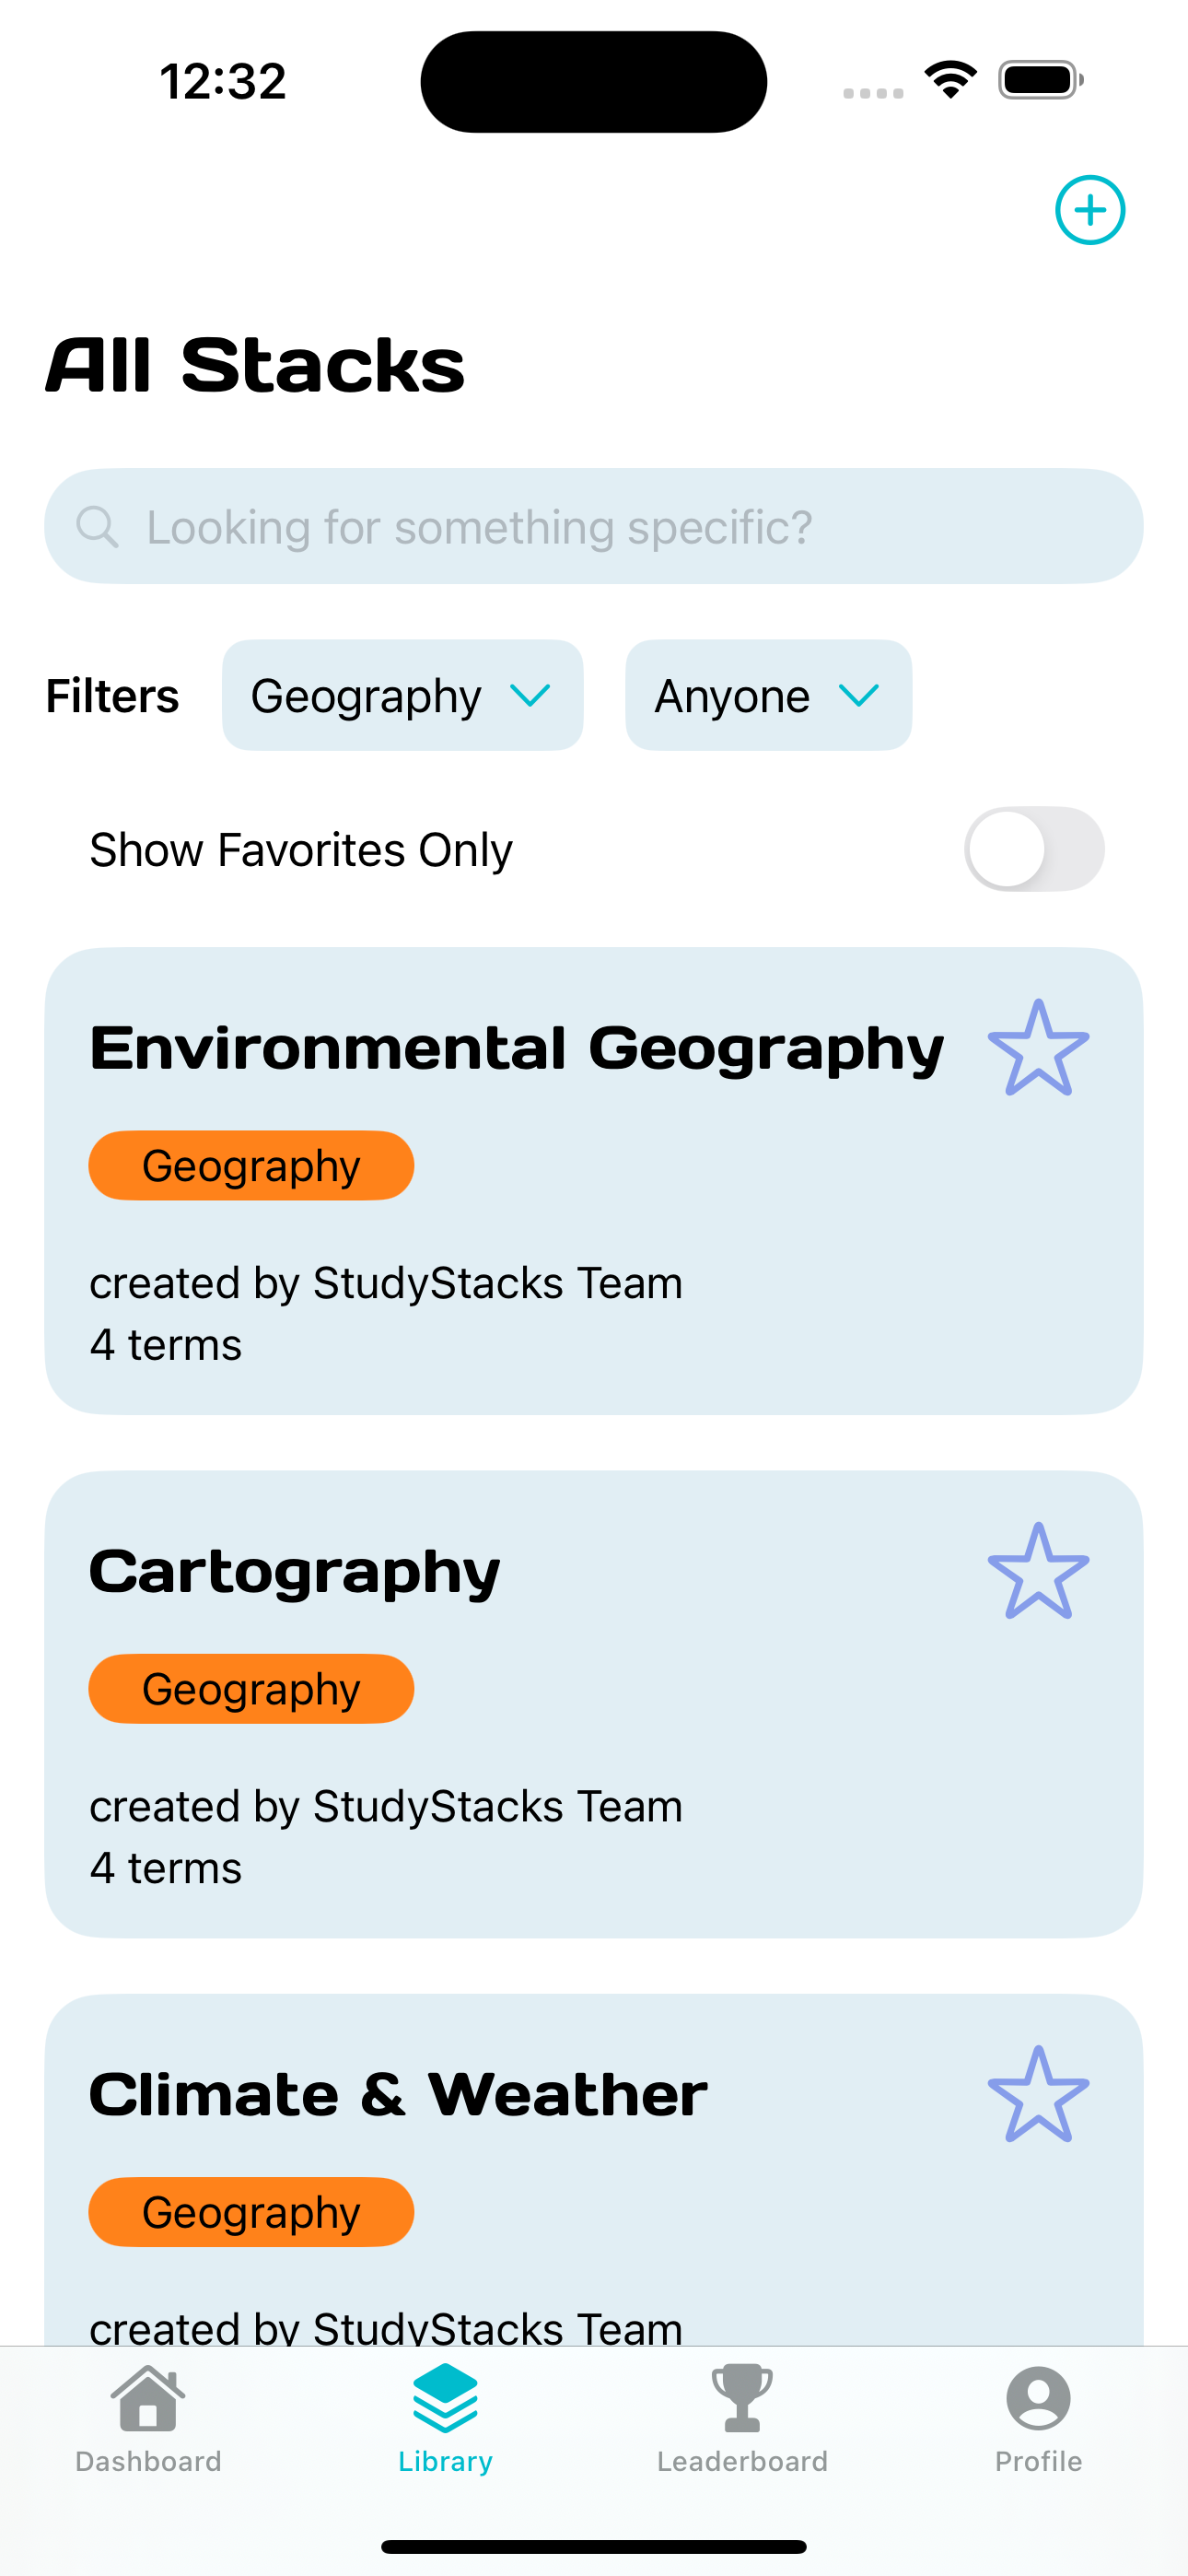 12:32
All Stacks
Looking for something specific?
Filters Geography Anyone
Show Favorites Only
Environmental Geography
Geography
created by StudyStacks Team
4 terms
Cartography
Geography
created by StudyStacks Team
4 terms
Climate & Weather
Geography
created by StudyStacks Team
Dashboard Library Leaderboard Profile